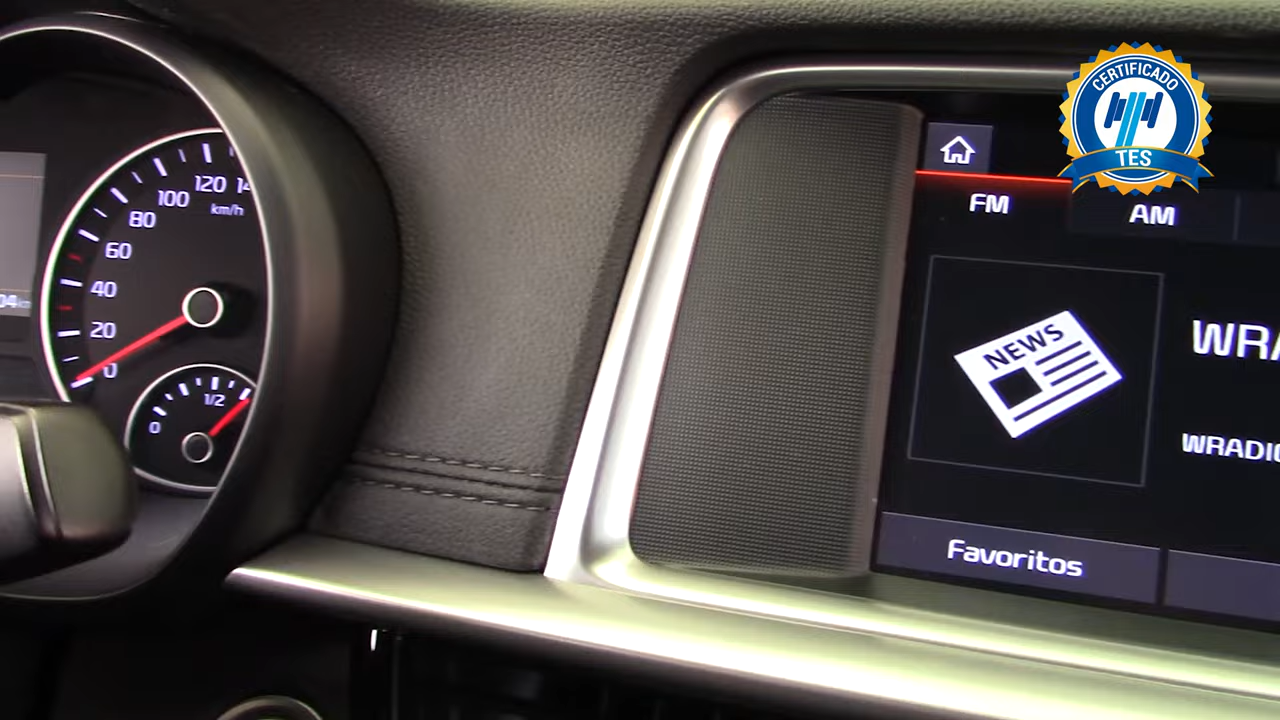 CERTIFICADO
TES
FM
AM
NEWS
WRA
WRADIO
Favoritos
120
100
km/h
80
60
40
20
0
1/2
0
04km